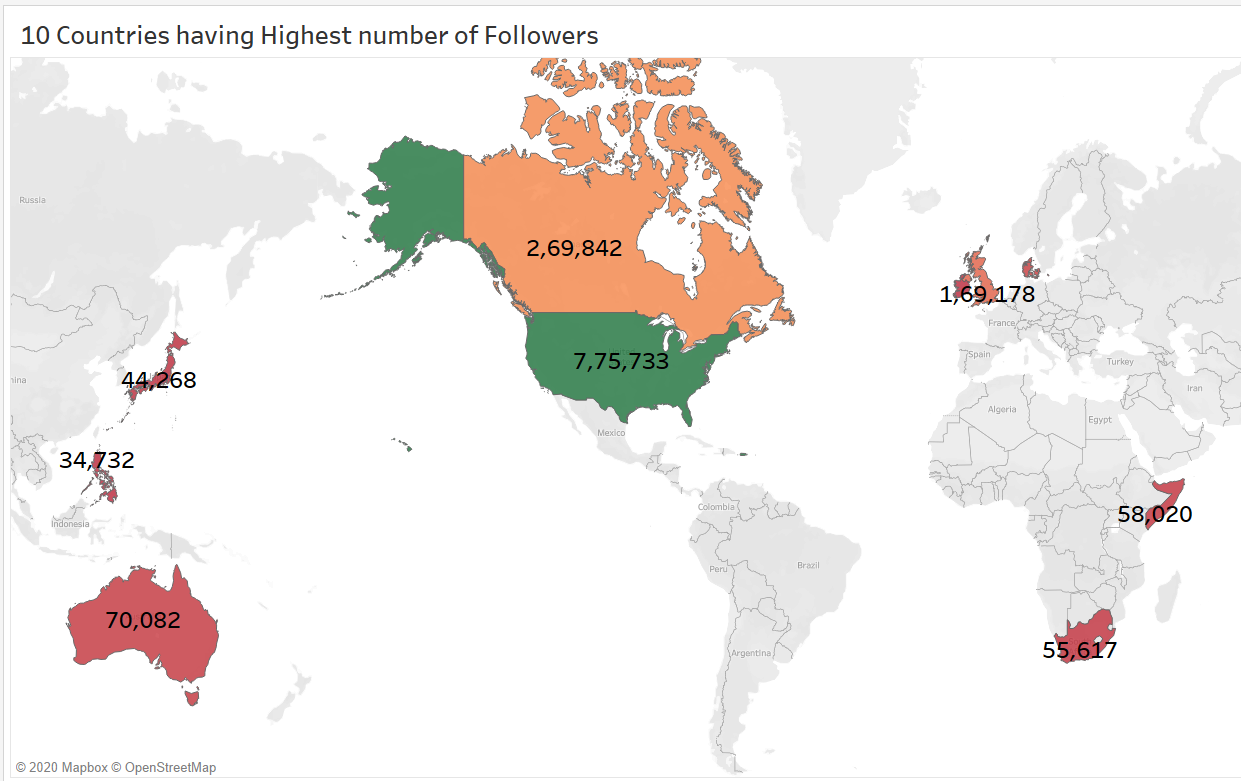 10 Countries having Highest number of Followers
Russia
2,69,842
1,69,178
France
Spain
Turkey
7,75,733
44,268
Iran
Algeria
Egypt
Mexico
34,732
Colombia
58,020
Indonesia
Peru
Brazil
70,082
55,617
Argentina
© 2020 Mapbox © OpenStreetMap